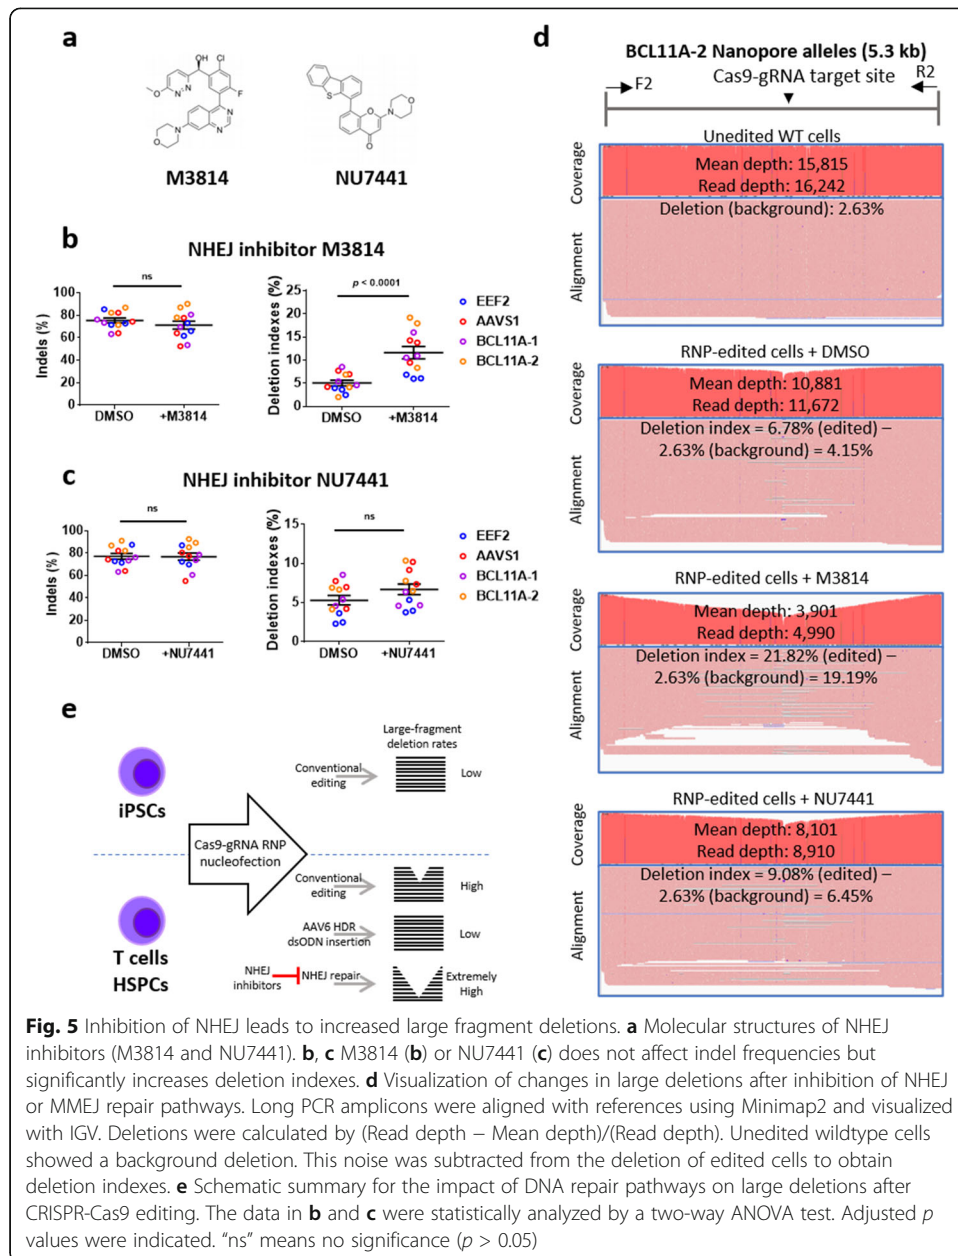 a
OH
Cl
N
N
O
F
O
N
N
N
M3814
S
O
N
O
O
NU7441
b
NHEJ inhibitor M3814
ns
Indels (%)
100
80
60
40
20
0
DMSO
+M3814
p < 0.0001
Deletion indexes (%)
25
20
15
10
5
0
DMSO
+M3814
EEF2
AAVS1
BCL11A-1
BCL11A-2
c
NHEJ inhibitor NU7441
ns
Indels (%)
100
80
60
40
20
0
DMSO
+NU7441
ns
Deletion indexes (%)
15
10
5
0
DMSO
+NU7441
EEF2
AAVS1
BCL11A-1
BCL11A-2
d
BCL11A-2 Nanopore alleles (5.3 kb)
Cas9-gRNA target site
F2
R2
Unedited WT cells
Coverage
Mean depth: 15,815
Read depth: 16,242
Alignment
Deletion (background): 2.63%
RNP-edited cells + DMSO
Coverage
Mean depth: 10,881
Read depth: 11,672
Alignment
Deletion index = 6.78% (edited) –
2.63% (background) = 4.15%
RNP-edited cells + M3814
Coverage
Mean depth: 3,901
Read depth: 4,990
Alignment
Deletion index = 21.82% (edited) –
2.63% (background) = 19.19%
RNP-edited cells + NU7441
Coverage
Mean depth: 8,101
Read depth: 8,910
Alignment
Deletion index = 9.08% (edited) –
2.63% (background) = 6.45%
e
iPSCs
T cells
HSPCs
Cas9-gRNA RNP
nucleofection
Large-fragment
deletion rates
Conventional
editing
Low
Conventional
editing
High
AAV6 HDR
dsODN insertion
Low
NHEJ
inhibitors
NHEJ repair
Extremely
High
Fig. 5 Inhibition of NHEJ leads to increased large fragment deletions. a Molecular structures of NHEJ
inhibitors (M3814 and NU7441). b, c M3814 (b) or NU7441 (c) does not affect indel frequencies but
significantly increases deletion indexes. d Visualization of changes in large deletions after inhibition of NHEJ
or MMEJ repair pathways. Long PCR amplicons were aligned with references using Minimap2 and visualized
with IGV. Deletions were calculated by (Read depth – Mean depth)/(Read depth). Unedited wildtype cells
showed a background deletion. This noise was subtracted from the deletion of edited cells to obtain
deletion indexes. e Schematic summary for the impact of DNA repair pathways on large deletions after
CRISPR-Cas9 editing. The data in b and c were statistically analyzed by a two-way ANOVA test. Adjusted p
values were indicated. “ns” means no significance (p > 0.05)